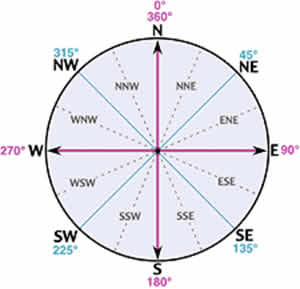 0°
360°
N
315°
NW
45°
NE
NNW
NNE
WNW
ENE
270° W
E 90°
WSW
ESE
SSW
SSE
SW
225°
SE
135°
S
180°